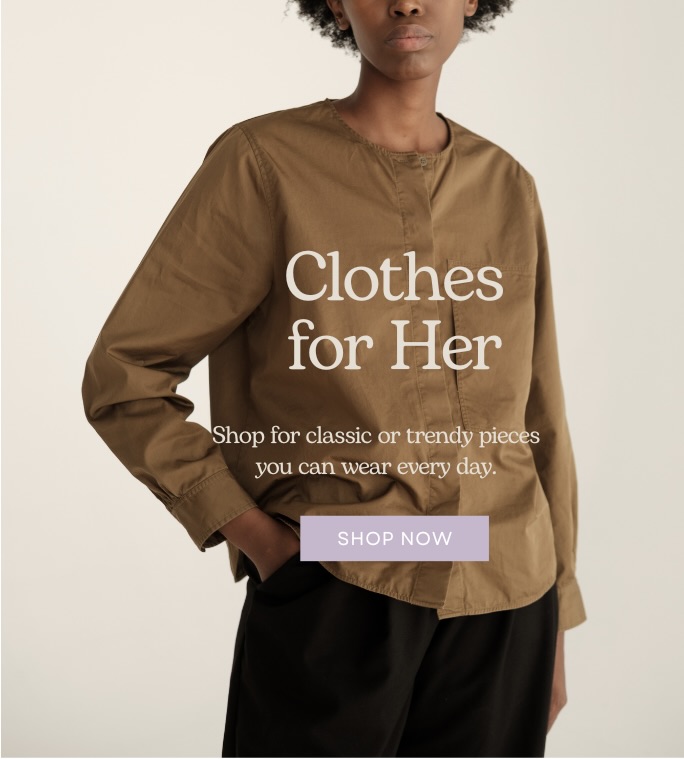 Clothes
for Her
Shop for classic or trendy pieces
you can wear every day.
SHOP NOW